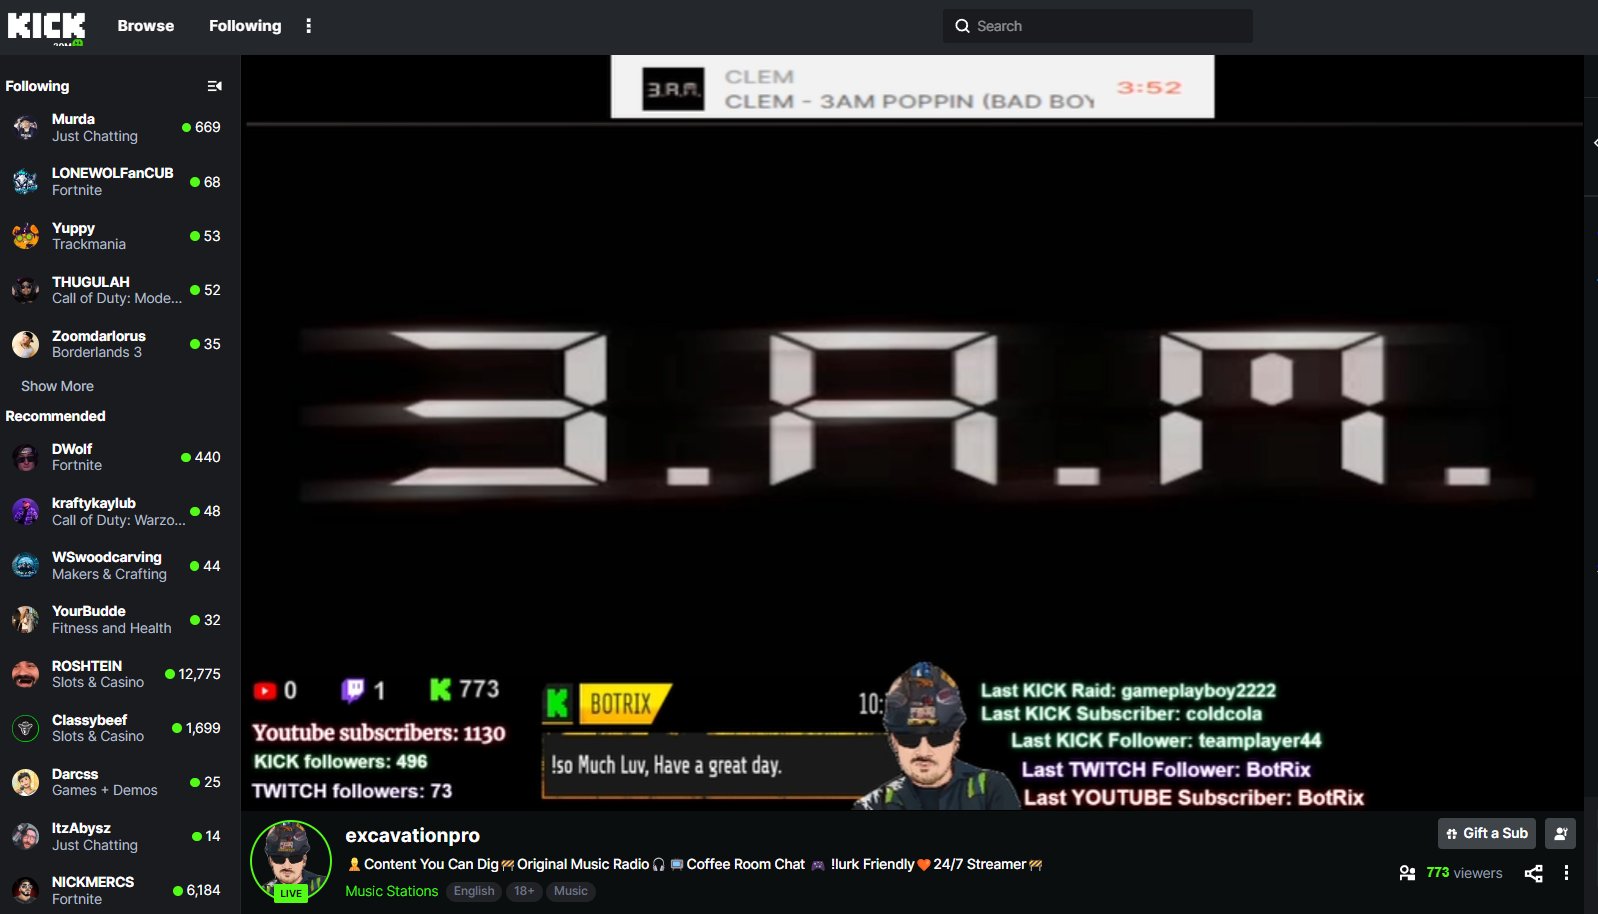 KICK
Browse
Following
Search
Following
Murda
Just Chatting
669
LONEWOLFanCUB
Fortnite
68
Yuppy
Trackmania
53
THUGULAH
Call of Duty: Mode...
52
Zoomdarlorus
Borderlands 3
35
Show More
Recommended
DWolf
Fortnite
440
kraftykaylub
Call of Duty: Warzo...
48
WSwoodcarving
Makers & Crafting
44
YourBudde
Fitness and Health
32
ROSHTEIN
Slots & Casino
12,775
Classybeef
Slots & Casino
1,699
Darcss
Games + Demos
25
ItzAbysz
Just Chatting
14
NICKMERCS
Fortnite
6,184
3.A.M.
CLEM
CLEM - 3AM POPPIN (BAD BOY
3:52
3.A.M.
0
1
773
Youtube subscribers: 1130
KICK followers: 496
TWITCH followers: 73
BOTRIX
10:
!so Much Luv, Have a great day.
Last KICK Raid: gameplayboy2222
Last KICK Subscriber: coldcola
Last KICK Follower: teamplayer44
Last TWITCH Follower: BotRix
Last YOUTUBE Subscriber: BotRix
LIVE
excavationpro
Content You Can Dig🚧Original Music Radio🎧 Coffee Room Chat 🎮 !lurk Friendly🧡24/7 Streamer🚧
Music Stations
English
18+
Music
Gift a Sub
773 viewers